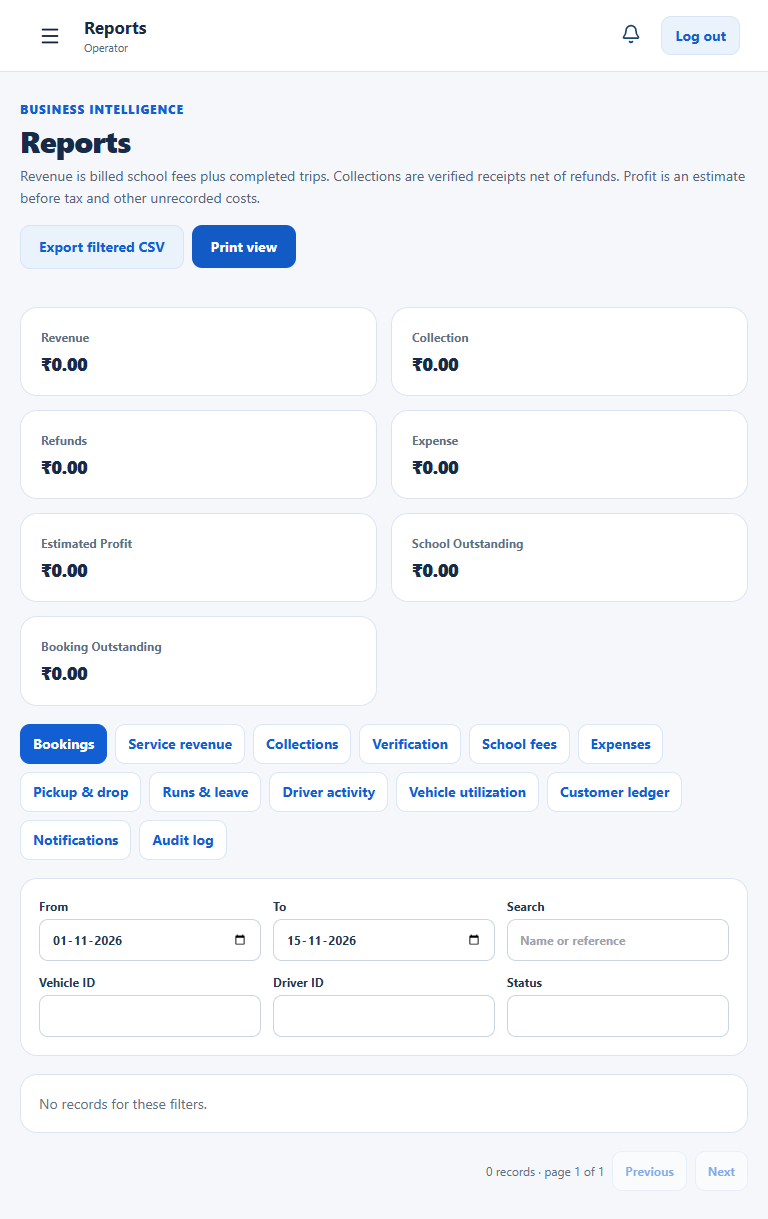 Reports
Operator
Log out
BUSINESS INTELLIGENCE
Reports
Revenue is billed school fees plus completed trips. Collections are verified receipts net of refunds. Profit is an estimate
before tax and other unrecorded costs.
Export filtered CSV
Print view
Revenue
₹0.00
Collection
₹0.00
Refunds
₹0.00
Expense
₹0.00
Estimated Profit
₹0.00
School Outstanding
₹0.00
Booking Outstanding
₹0.00
Bookings
Service revenue
Collections
Verification
School fees
Expenses
Pickup & drop
Runs & leave
Driver activity
Vehicle utilization
Customer ledger
Notifications
Audit log
From
01-11-2026
To
15-11-2026
Search
Name or reference
Vehicle ID
Driver ID
Status
No records for these filters.
0 records · page 1 of 1
Previous
Next